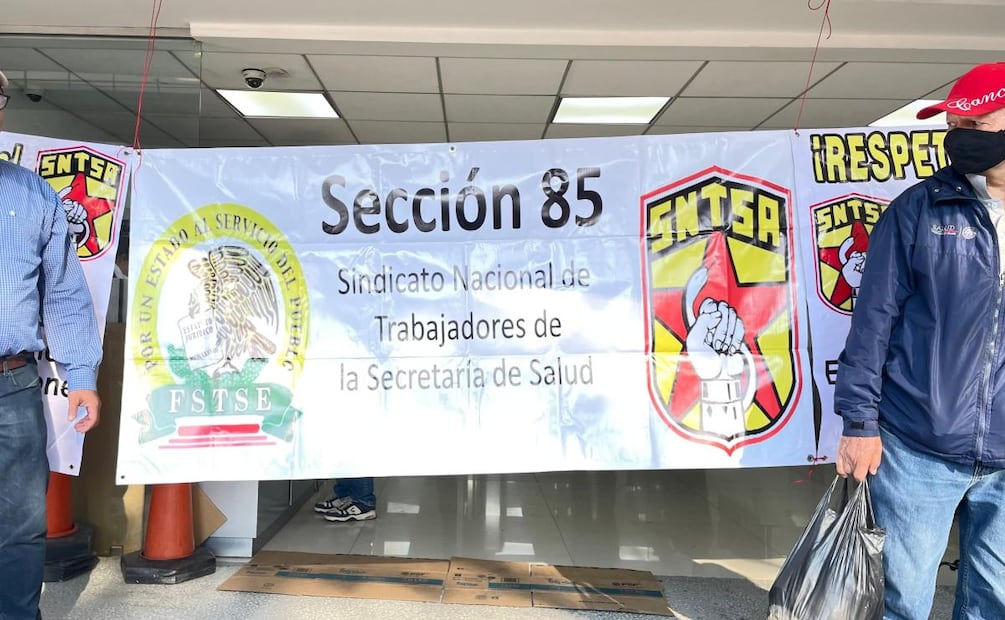 Sección 85
Sindicato Nacional de
Trabajadores de
la Secretaría de Salud
POR UN ESTADO AL SERVICIO DEL PUEBLO
FSTSE
SNTSA
SNTSA
¡RESPET
SNTSA
SALUD